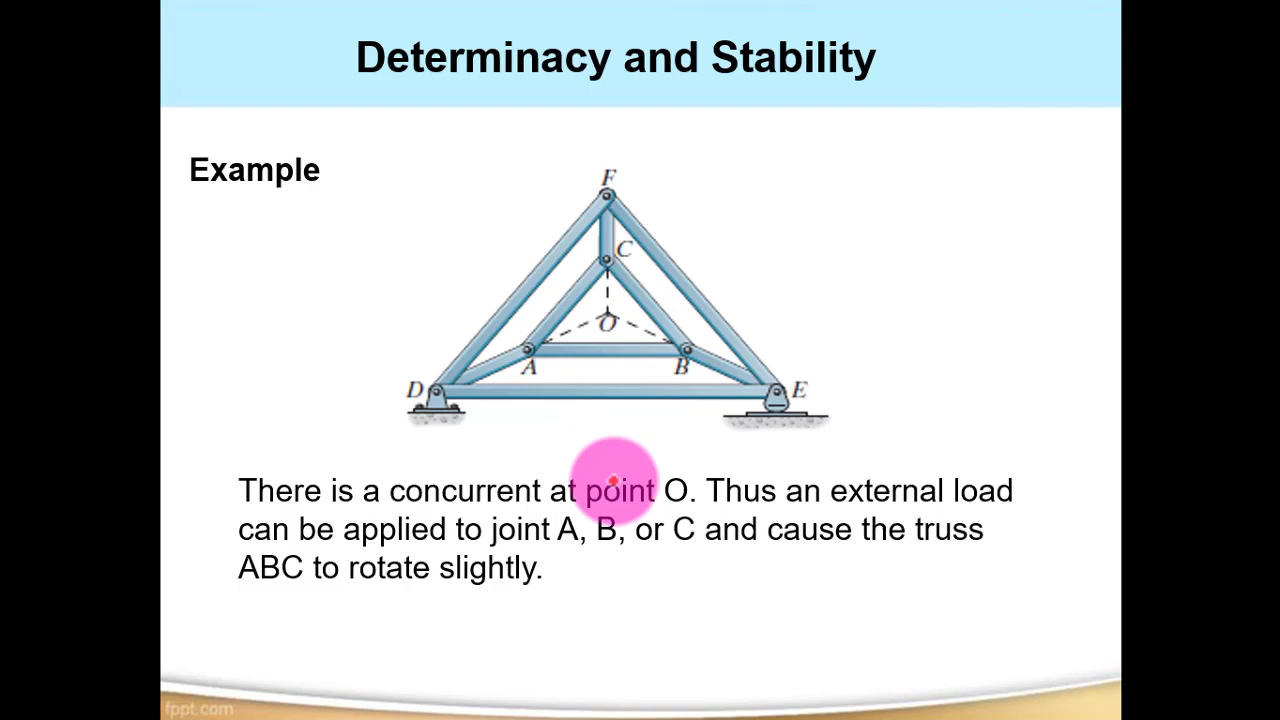 Determinacy and Stability
Example
F
C
O
A
B
D
E
There is a concurrent at point O. Thus an external load
can be applied to joint A, B, or C and cause the truss
ABC to rotate slightly.
fppt.com